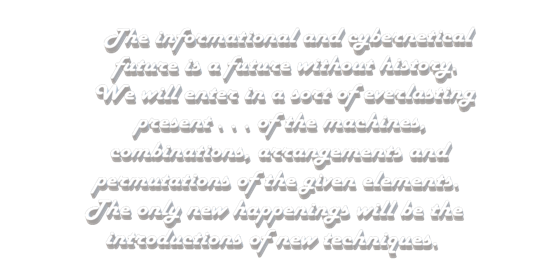 The informational and cybernetical
future is a future without history.
We will enter in a sort of everlasting
present . . . of the machines,
combinations, arrangements and
permutations of the given elements.
The only new happenings will be the
introductions of new techniques.